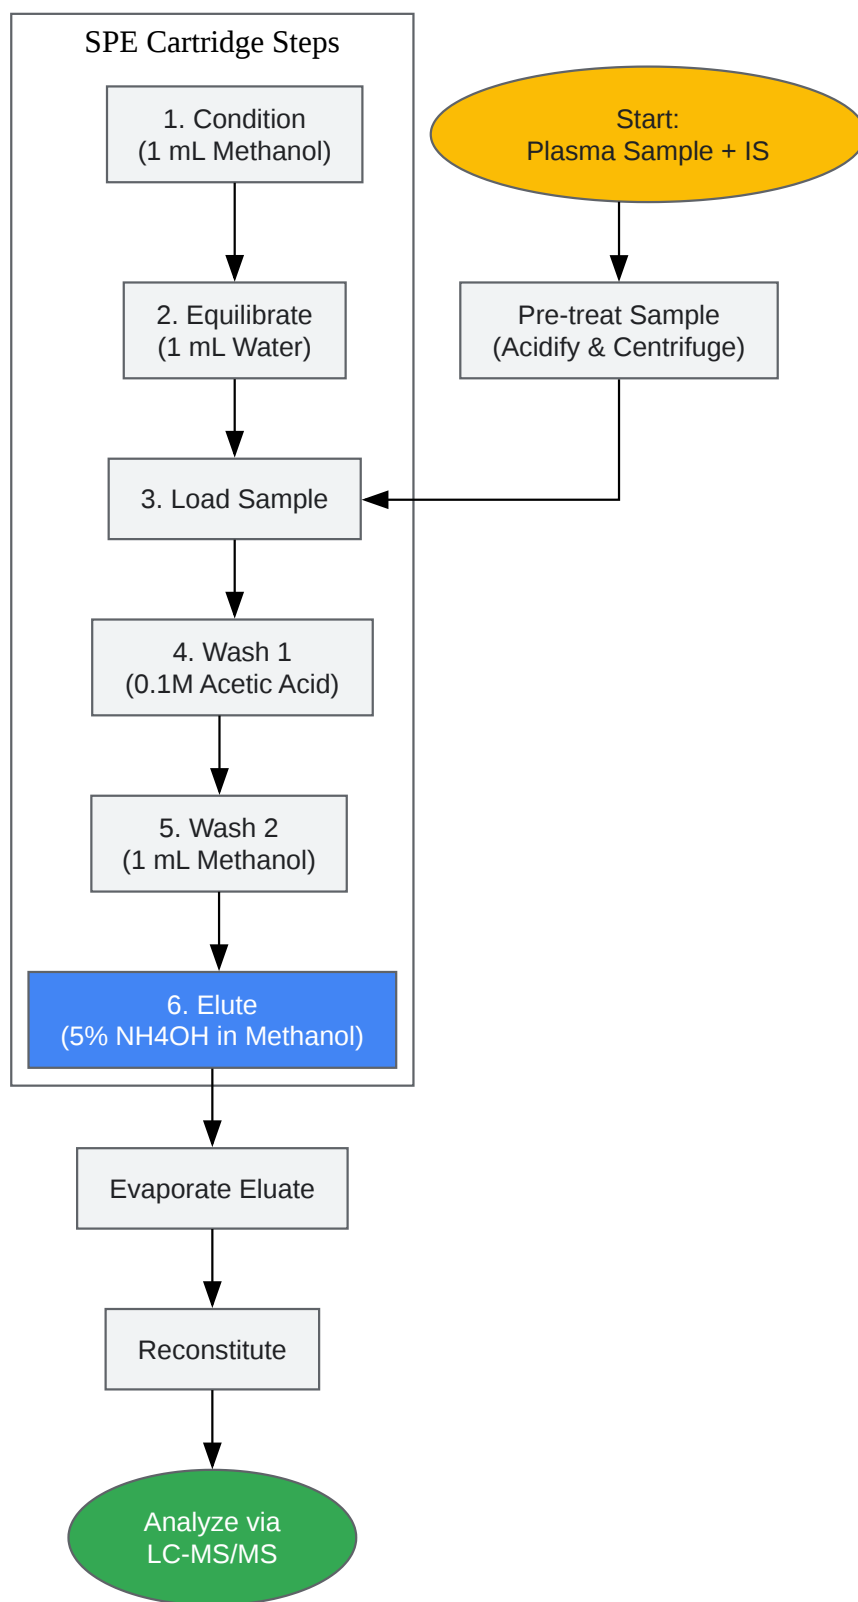 SPE Cartridge Steps
1. Condition
(1 mL Methanol)
Start:
Plasma Sample + IS
2. Equilibrate
(1 mL Water)
Pre-treat Sample
(Acidify & Centrifuge)
3. Load Sample
4. Wash 1
(0.1M Acetic Acid)
5. Wash 2
(1 mL Methanol)
6. Elute
(5% NH4OH in Methanol)
Evaporate Eluate
Reconstitute
Analyze via
LC-MS/MS